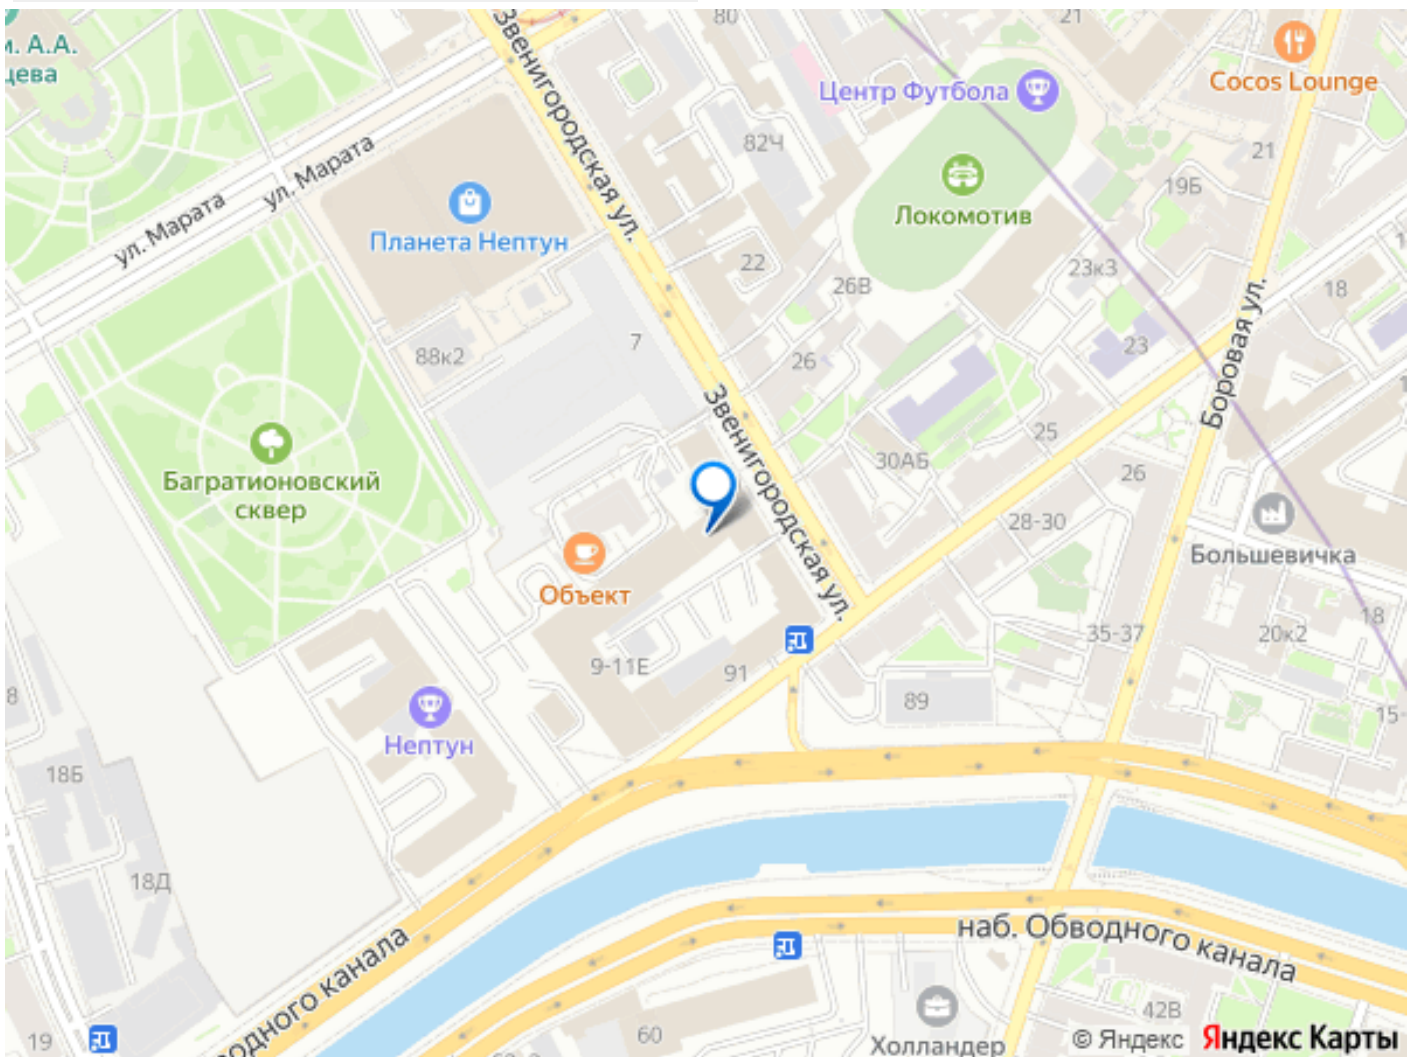 80
21
м. А.А.
цева
Cocos Lounge
Центр Футбола
Звенигородская ул.
82Ч
21
ул. Марата
19Б
ул. Марата
Локомотив
Планета Нептун
22
23к3
26В
18
7
23
88к2
26
Боровая ул.
Звенигородская ул.
25
30АБ
26
Багратионовский
сквер
28-30
Большевичка
Объект
18
35-37
20к2
9-11Е
91
8
89
15-
Нептун
18Б
18Д
наб. Обводного канала
водного канала
42В
19
60
Холландер
© Яндекс Яндекс Карты